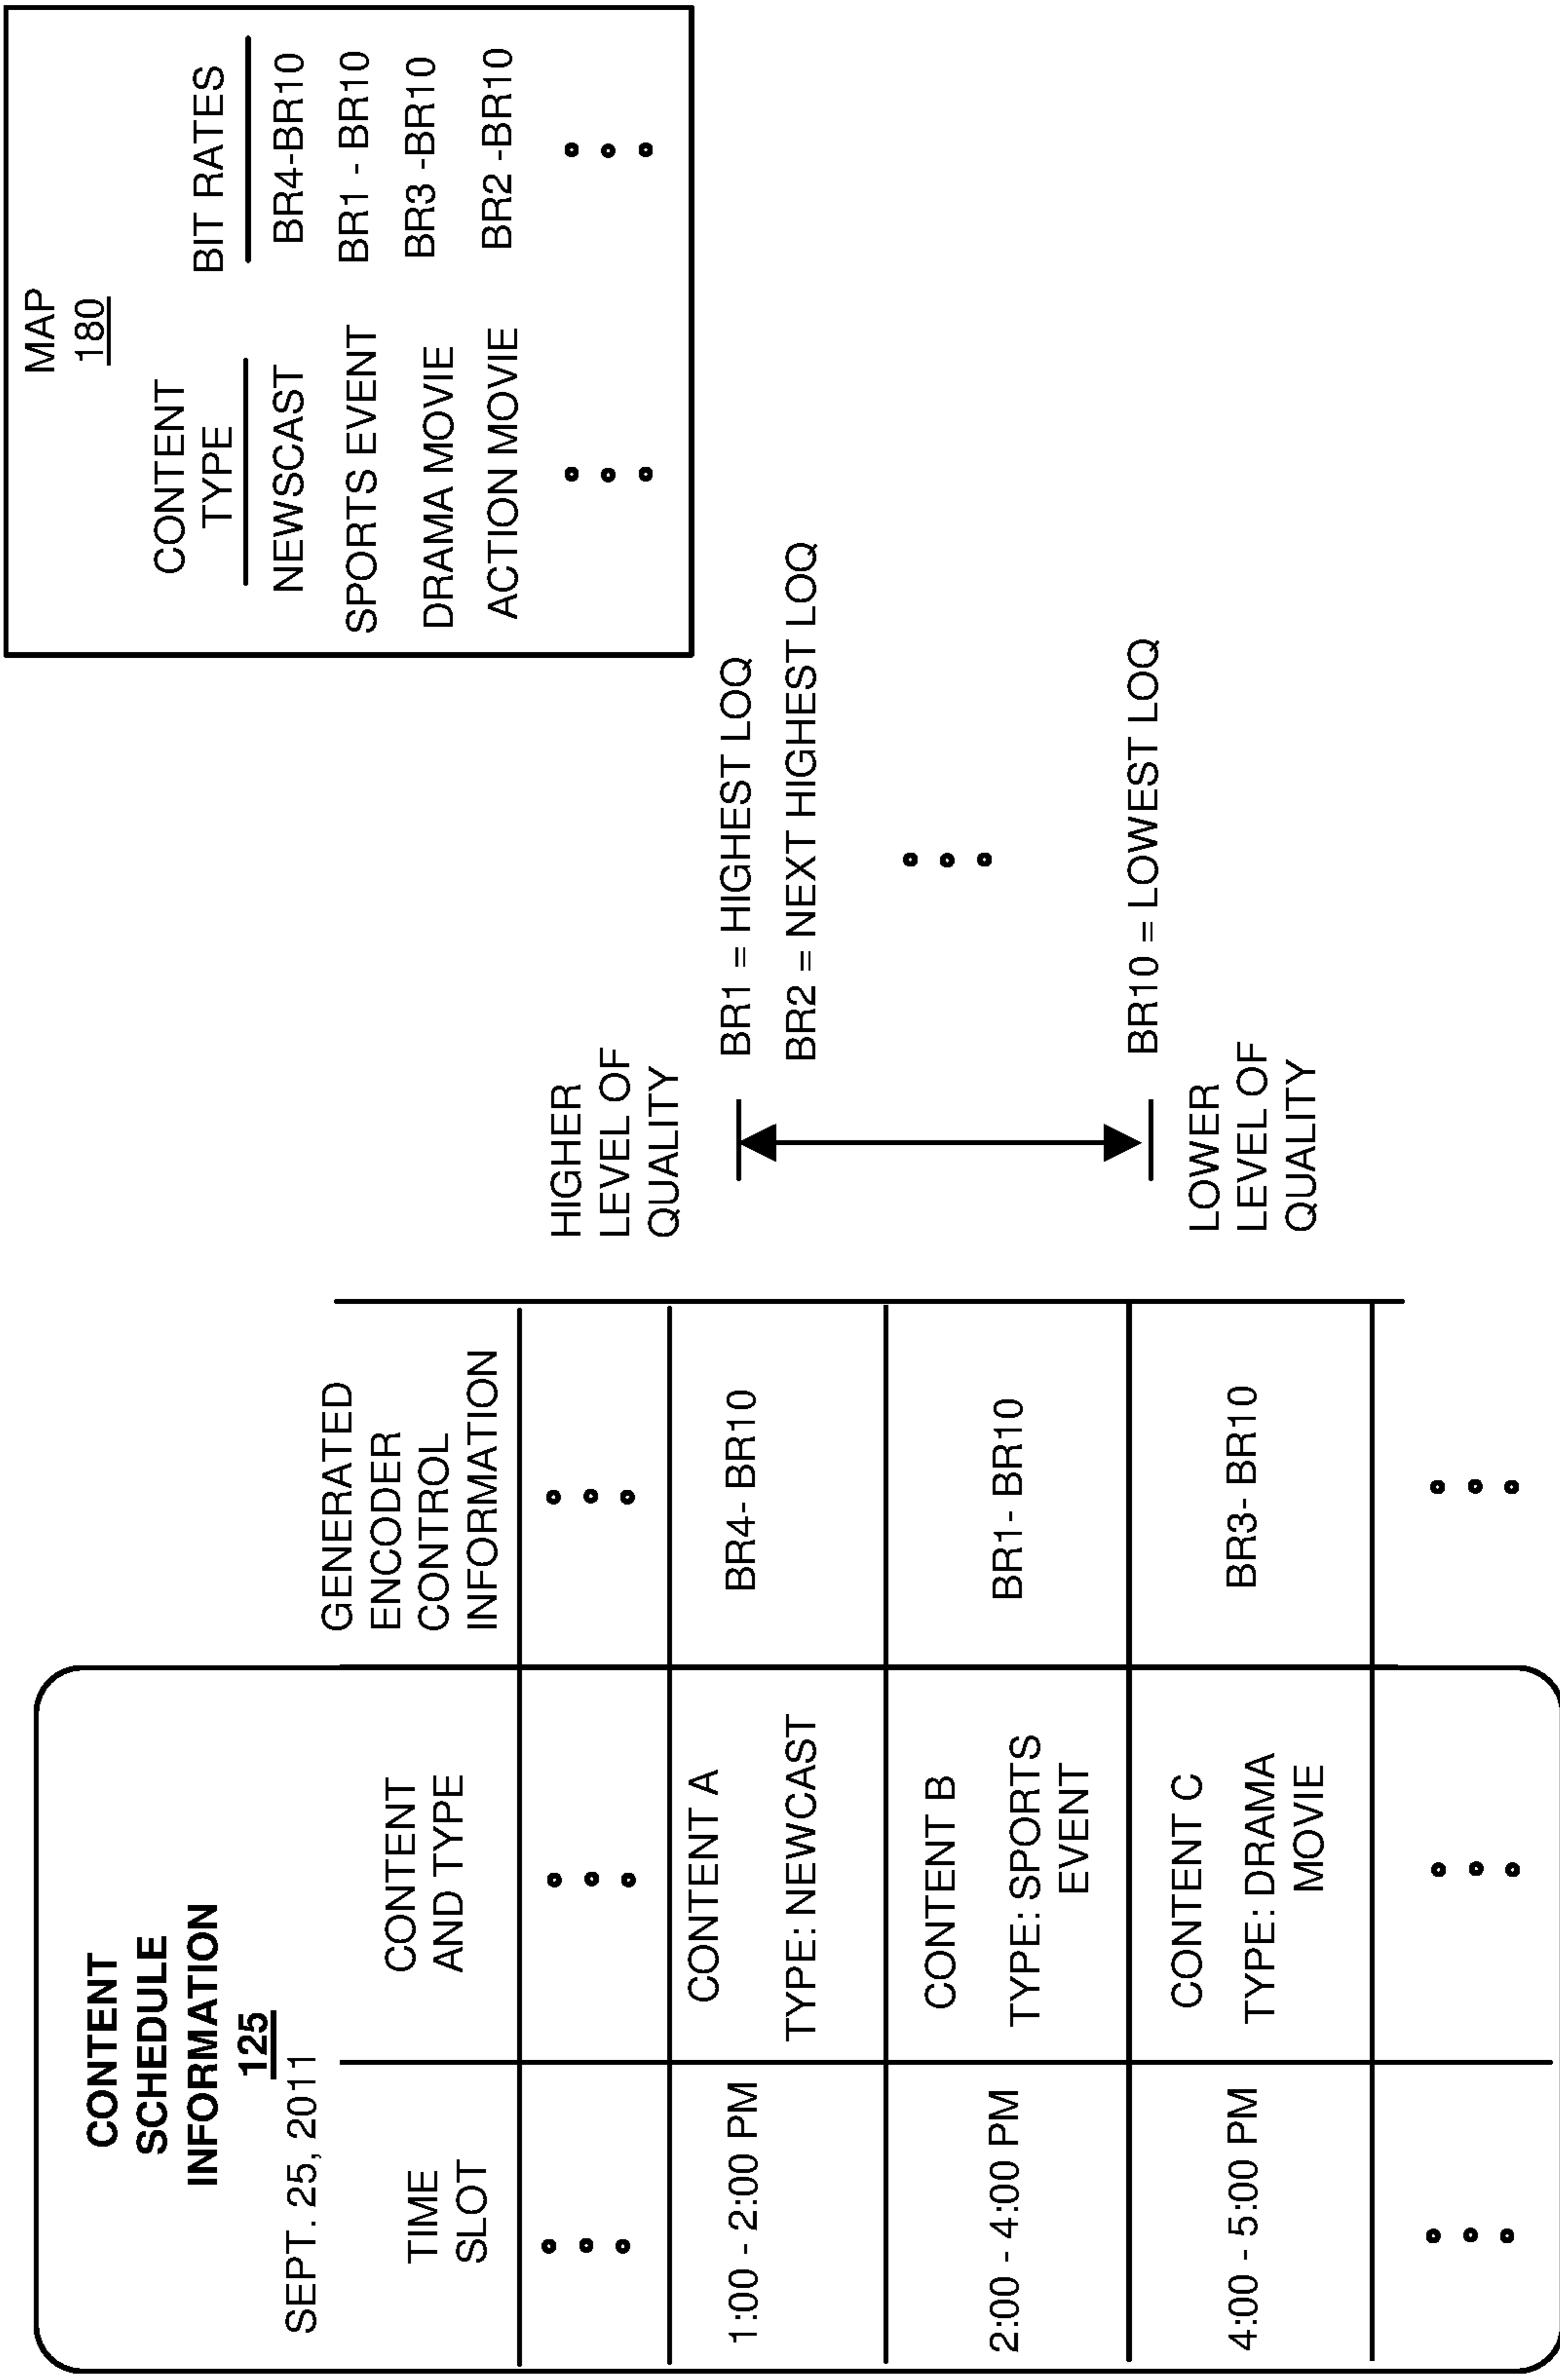 CONTENT
SCHEDULE
INFORMATION
125
SEPT. 25, 2011
TIME
SLOT
CONTENT
AND TYPE
GENERATED
ENCODER
CONTROL
INFORMATION
1:00 - 2:00 PM
CONTENT A
TYPE: NEWCAST
BR4- BR10
2:00 - 4:00 PM
CONTENT B
TYPE: SPORTS
EVENT
BR1- BR10
4:00 - 5:00 PM
CONTENT C
TYPE: DRAMA
MOVIE
BR3- BR10
HIGHER
LEVEL OF
QUALITY
LOWER
LEVEL OF
QUALITY
BR1 = HIGHEST LOQ
BR2 = NEXT HIGHEST LOQ
BR10 = LOWEST LOQ
MAP
180
CONTENT
TYPE
BIT RATES
NEWSCAST BR4-BR10
SPORTS EVENT BR1 - BR10
DRAMA MOVIE BR3 -BR10
ACTION MOVIE BR2 -BR10